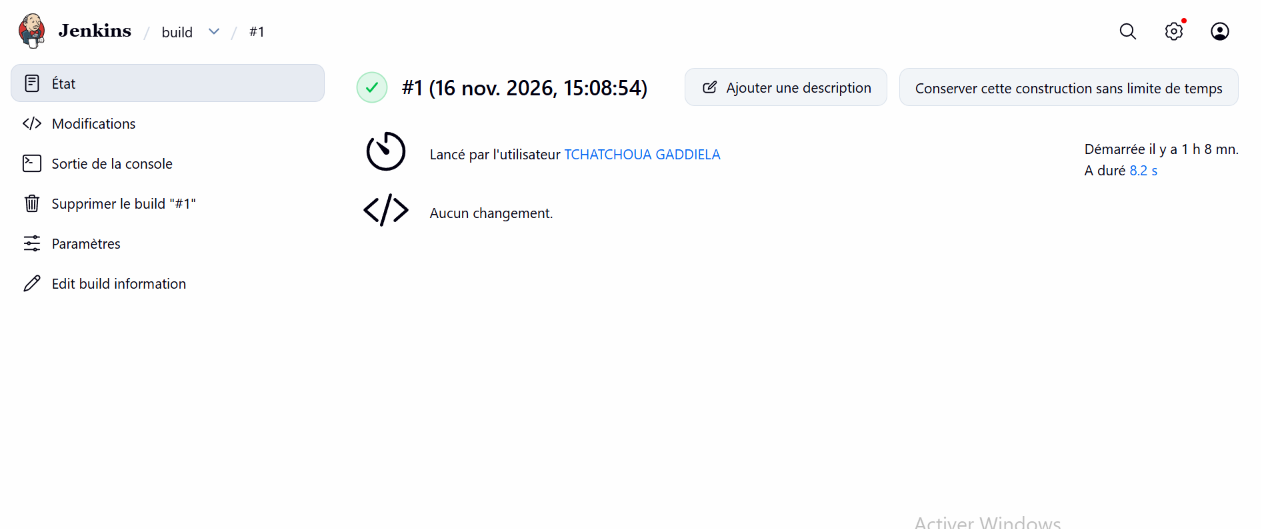 Jenkins / build / #1
État
Modifications
Sortie de la console
Supprimer le build "#1"
Paramètres
Edit build information
#1 (16 nov. 2026, 15:08:54)
Ajouter une description
Conserver cette construction sans limite de temps
Lancé par l'utilisateur TCHATCHOUA GADDIELA
Démarrée il y a 1 h 8 mn.
A duré 8.2 s
Aucun changement.
Activer Windows